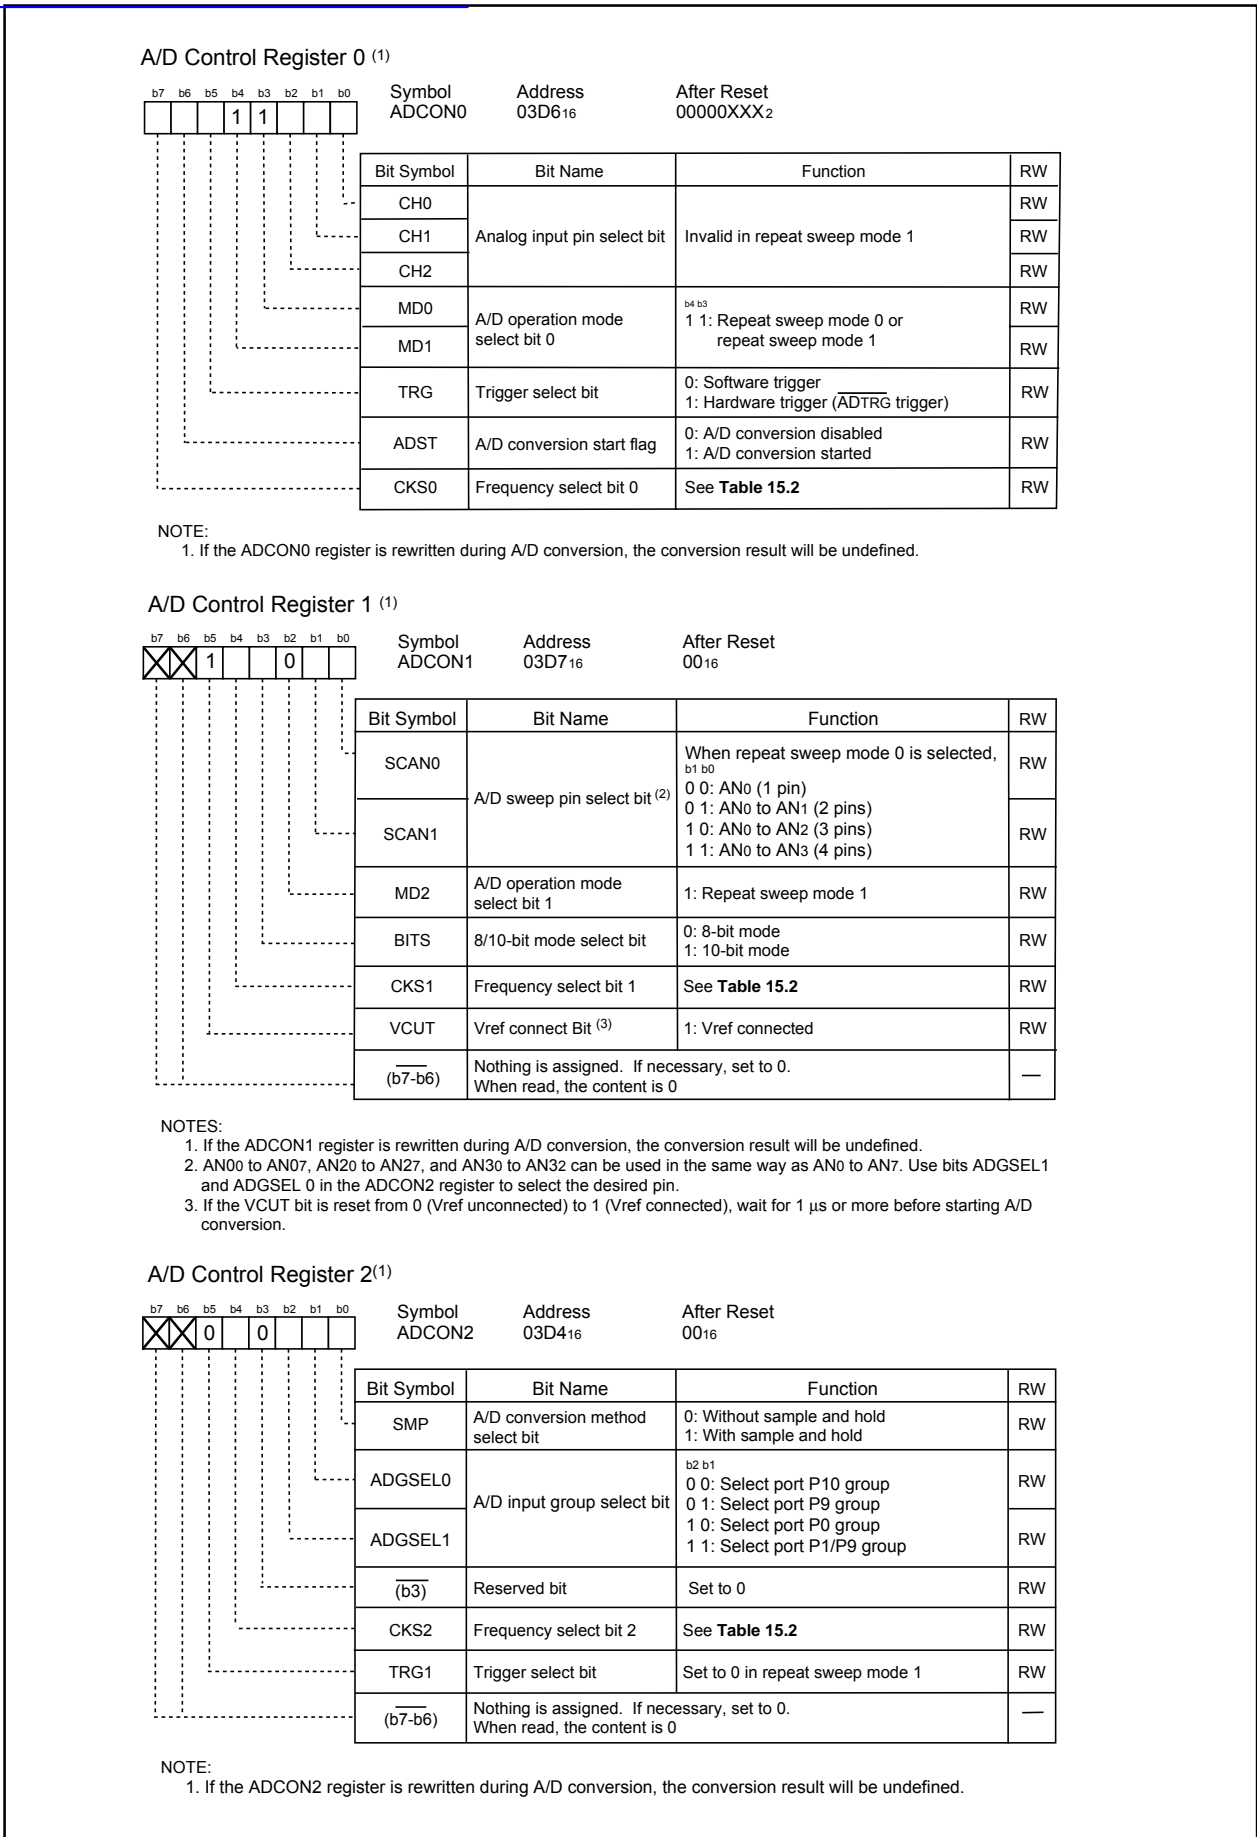 A/D Control Register 0 (1)
b7 b6 b5 b4 b3 b2 b1 b0
1 1
Symbol Address After Reset
ADCON0 03D616 00000XXX2
Bit Symbol Bit Name Function RW
CH0 RW
CH1 Analog input pin select bit Invalid in repeat sweep mode 1 RW
CH2 RW
MD0 A/D operation mode select bit 0 b4 b3 RW
1 1: Repeat sweep mode 0 or
repeat sweep mode 1
MD1 RW
TRG Trigger select bit 0: Software trigger RW
1: Hardware trigger (ADTRG trigger)
ADST A/D conversion start flag 0: A/D conversion disabled RW
1: A/D conversion started
CKS0 Frequency select bit 0 See Table 15.2 RW
NOTE:
1. If the ADCON0 register is rewritten during A/D conversion, the conversion result will be undefined.
A/D Control Register 1 (1)
b7 b6 b5 b4 b3 b2 b1 b0
1 0
Symbol Address After Reset
ADCON1 03D716 0016
Bit Symbol Bit Name Function RW
SCAN0 A/D sweep pin select bit (2) When repeat sweep mode 0 is selected, RW
b1 b0
0 0: AN0 (1 pin)
0 1: AN0 to AN1 (2 pins)
1 0: AN0 to AN2 (3 pins)
1 1: AN0 to AN3 (4 pins)
SCAN1 RW
MD2 A/D operation mode select bit 1 1: Repeat sweep mode 1 RW
BITS 8/10-bit mode select bit 0: 8-bit mode RW
1: 10-bit mode
CKS1 Frequency select bit 1 See Table 15.2 RW
VCUT Vref connect Bit (3) 1: Vref connected RW
(b7-b6) Nothing is assigned. If necessary, set to 0. —
When read, the content is 0
NOTES:
1. If the ADCON1 register is rewritten during A/D conversion, the conversion result will be undefined.
2. AN00 to AN07, AN20 to AN27, and AN30 to AN32 can be used in the same way as AN0 to AN7. Use bits ADGSEL1
and ADGSEL 0 in the ADCON2 register to select the desired pin.
3. If the VCUT bit is reset from 0 (Vref unconnected) to 1 (Vref connected), wait for 1 μs or more before starting A/D
conversion.
A/D Control Register 2(1)
b7 b6 b5 b4 b3 b2 b1 b0
0 0
Symbol Address After Reset
ADCON2 03D416 0016
Bit Symbol Bit Name Function RW
SMP A/D conversion method select bit 0: Without sample and hold RW
1: With sample and hold
ADGSEL0 A/D input group select bit b2 b1 RW
0 0: Select port P10 group
0 1: Select port P9 group
1 0: Select port P0 group
1 1: Select port P1/P9 group
ADGSEL1 RW
(b3) Reserved bit Set to 0 RW
CKS2 Frequency select bit 2 See Table 15.2 RW
TRG1 Trigger select bit Set to 0 in repeat sweep mode 1 RW
(b7-b6) Nothing is assigned. If necessary, set to 0. —
When read, the content is 0
NOTE:
1. If the ADCON2 register is rewritten during A/D conversion, the conversion result will be undefined.